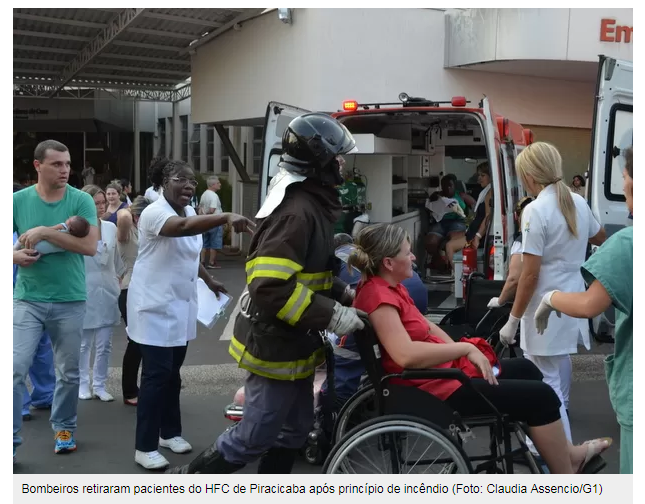 Em
Bombeiros retiraram pacientes do HFC de Piracicaba após princípio de incêndio (Foto: Claudia Assencio/G1)